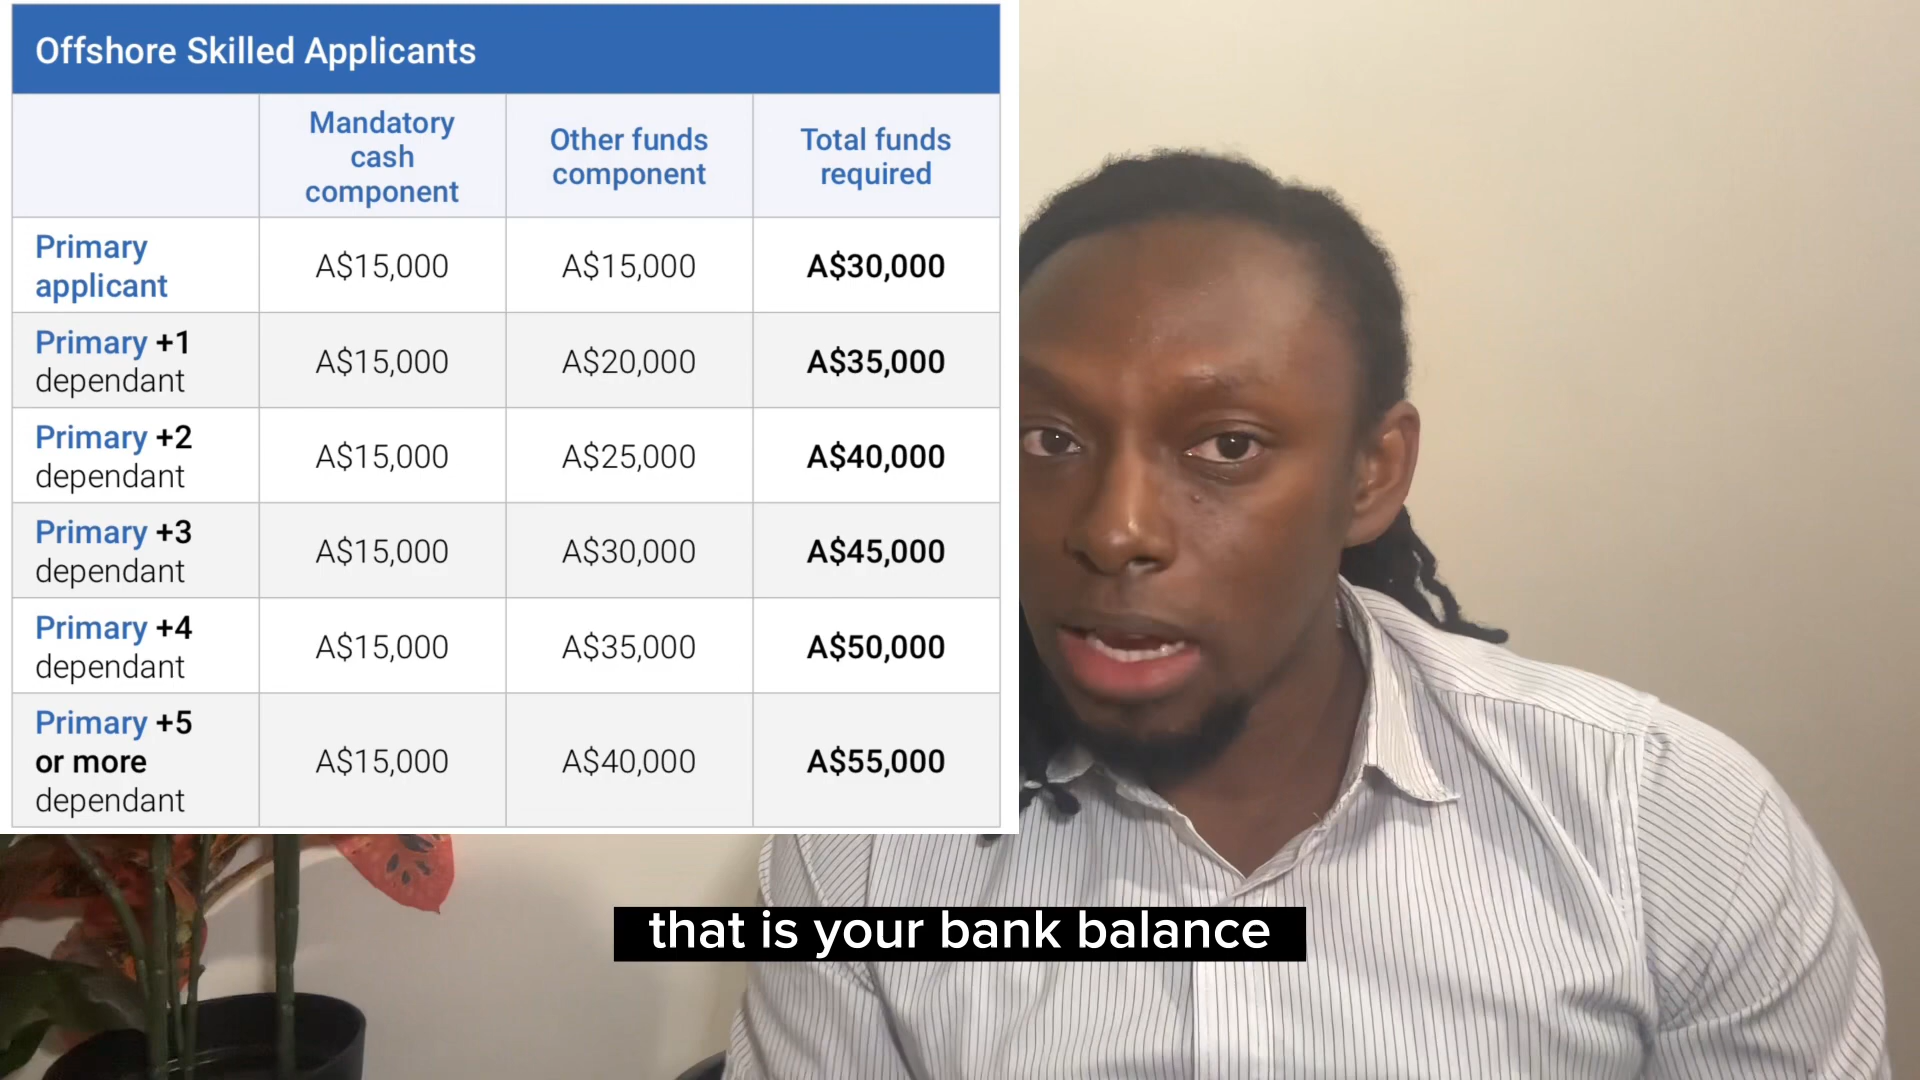 Offshore Skilled Applicants
Mandatory
cash
component
Other funds
component
Total funds
required
Primary
applicant
A$15,000
A$15,000
A$30,000
Primary +1
dependant
A$15,000
A$20,000
A$35,000
Primary +2
dependant
A$15,000
A$25,000
A$40,000
Primary +3
dependant
A$15,000
A$30,000
A$45,000
Primary +4
dependant
A$15,000
A$35,000
A$50,000
Primary +5
or more
dependant
A$15,000
A$40,000
A$55,000
that is your bank balance